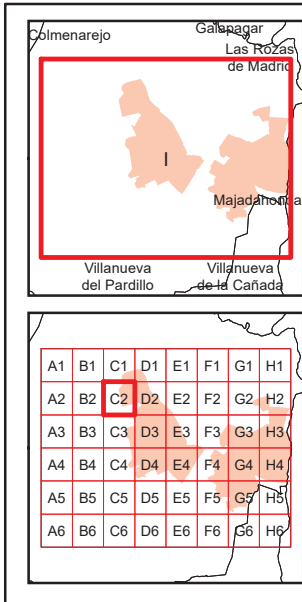 Colmenarejo
Galapagar
Las Rozas
de Madrid
I
Majadahonda
Villanueva
del Pardillo
Villanueva
de la Cañada
A1 B1 C1 D1 E1 F1 G1 H1
A2 B2 C2 D2 E2 F2 G2 H2
A3 B3 C3 D3 E3 F3 G3 H3
A4 B4 C4 D4 E4 F4 G4 H4
A5 B5 C5 D5 E5 F5 G5 H5
A6 B6 C6 D6 E6 F6 G6 H6